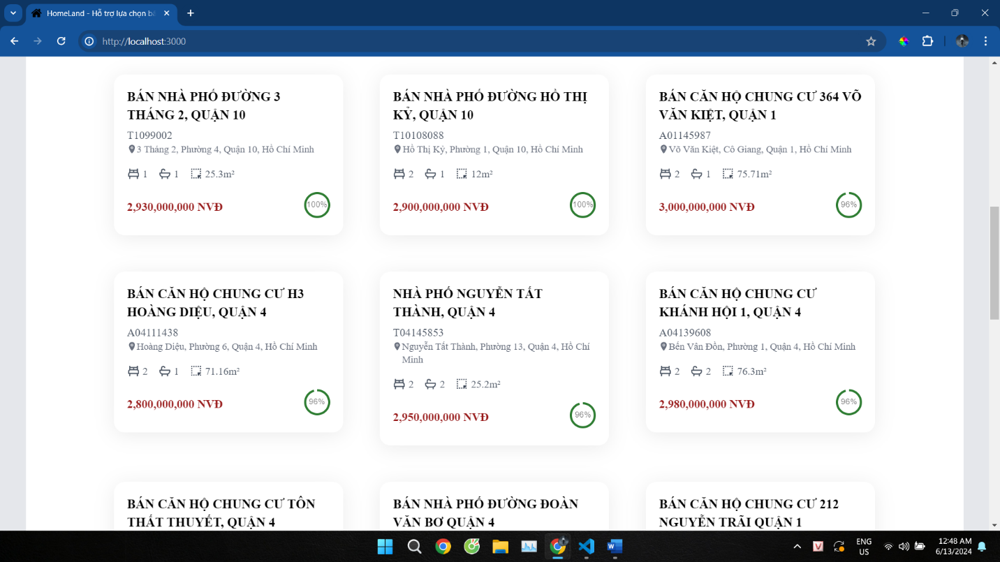 HomeLand - Hỗ trợ lựa chọn bấ
http://localhost:3000
BÁN NHÀ PHỐ ĐƯỜNG 3
THÁNG 2, QUẬN 10
T1099002
3 Tháng 2, Phường 4, Quận 10, Hồ Chí Minh
1 1 25.3m²
2,930,000,000 NVĐ
100%
BÁN NHÀ PHỐ ĐƯỜNG HỒ THỊ
KỶ, QUẬN 10
T10108088
Hồ Thị Kỷ, Phường 1, Quận 10, Hồ Chí Minh
2 1 12m²
2,900,000,000 NVĐ
100%
BÁN CĂN HỘ CHUNG CƯ 364 VÕ
VĂN KIỆT, QUẬN 1
A01145987
Võ Văn Kiệt, Cô Giang, Quận 1, Hồ Chí Minh
2 1 75.71m²
3,000,000,000 NVĐ
96%
BÁN CĂN HỘ CHUNG CƯ H3
HOÀNG DIỆU, QUẬN 4
A04111438
Hoàng Diệu, Phường 6, Quận 4, Hồ Chí Minh
2 1 71.16m²
2,800,000,000 NVĐ
96%
NHÀ PHỐ NGUYỄN TẤT
THÀNH, QUẬN 4
T04145853
Nguyễn Tất Thành, Phường 13, Quận 4, Hồ Chí
Minh
2 2 25.2m²
2,950,000,000 NVĐ
96%
BÁN CĂN HỘ CHUNG CƯ
KHÁNH HỘI 1, QUẬN 4
A04139608
Bến Vân Đồn, Phường 1, Quận 4, Hồ Chí Minh
2 2 76.3m²
2,980,000,000 NVĐ
96%
BÁN CĂN HỘ CHUNG CƯ TÔN
THẤT THUYẾT, QUẬN 4
BÁN NHÀ PHỐ ĐƯỜNG ĐOÀN
VĂN BƠ QUẬN 4
BÁN CĂN HỘ CHUNG CƯ 212
NGUYỄN TRÃI QUẬN 1
ENG
US
12:48 AM
6/13/2024